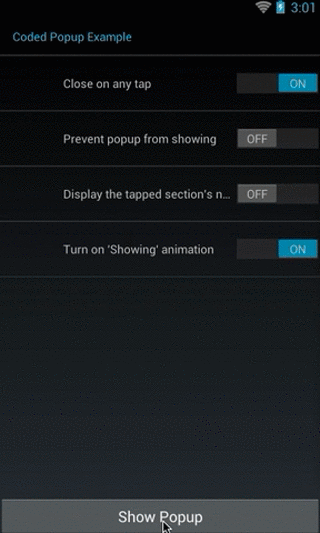 3:01
Coded Popup Example
Close on any tap ON
Prevent popup from showing OFF
Display the tapped section's n... OFF
Turn on 'Showing' animation ON
Show Popup